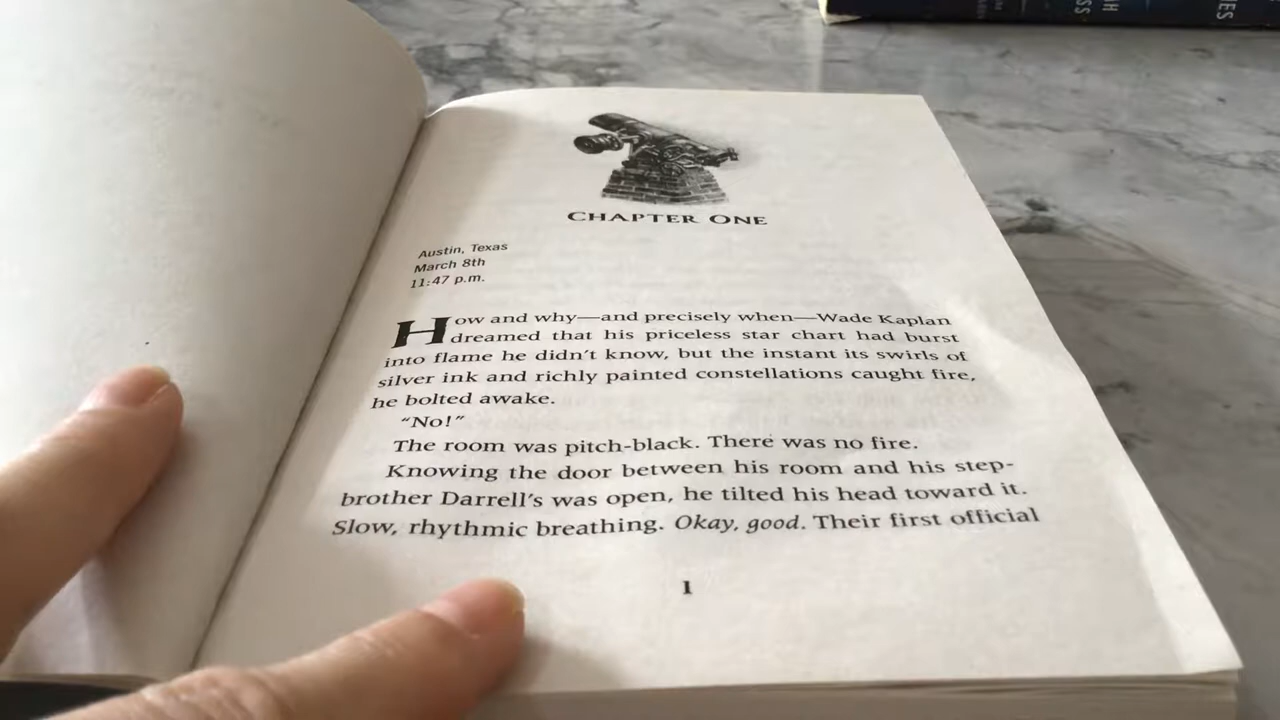 CHAPTER ONE
Austin, Texas
March 8th
11:47 p.m.
How and why—and precisely when—Wade Kaplan
dreamed that his priceless star chart had burst
into flame he didn't know, but the instant its swirls of
silver ink and richly painted constellations caught fire,
he bolted awake.
"No!"
The room was pitch-black. There was no fire.
Knowing the door between his room and his step-
brother Darrell's was open, he tilted his head toward it.
Slow, rhythmic breathing. Okay, good. Their first official
1